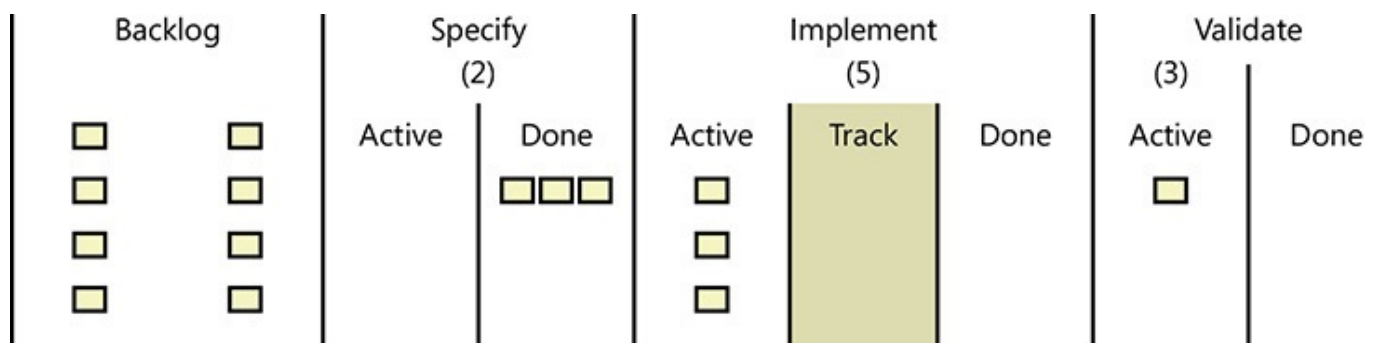 Backlog Specify Implement Validate
(2) (5) (3)
Active Done Active Track Done Active Done